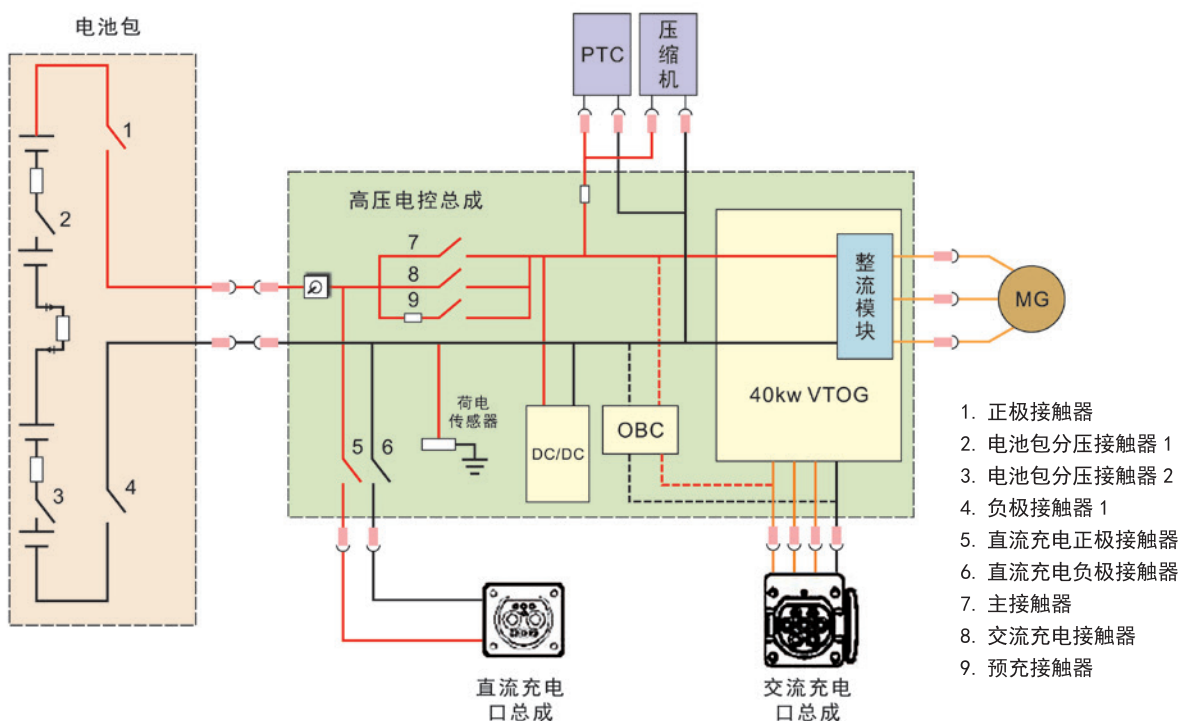 电池包
PTC
压缩机
1
2
3
4
高压电控总成
7
8
9
整流模块
MG
40kw VTOG
荷电
传感器
5
6
DC/DC
OBC
直流充电
口总成
交流充电
口总成
1. 正极接触器
2. 电池包分压接触器 1
3. 电池包分压接触器 2
4. 负极接触器 1
5. 直流充电正极接触器
6. 直流充电负极接触器
7. 主接触器
8. 交流充电接触器
9. 预充接触器